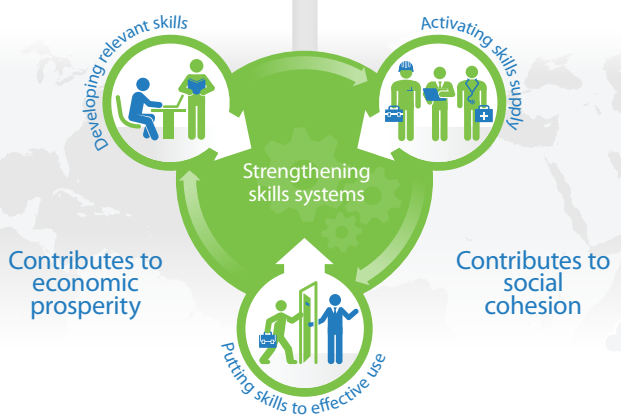 Developing relevant skills
Activating skills supply
Strengthening
skills systems
Contributes to
economic
prosperity
Contributes to
social
cohesion
Putting skills to effective use